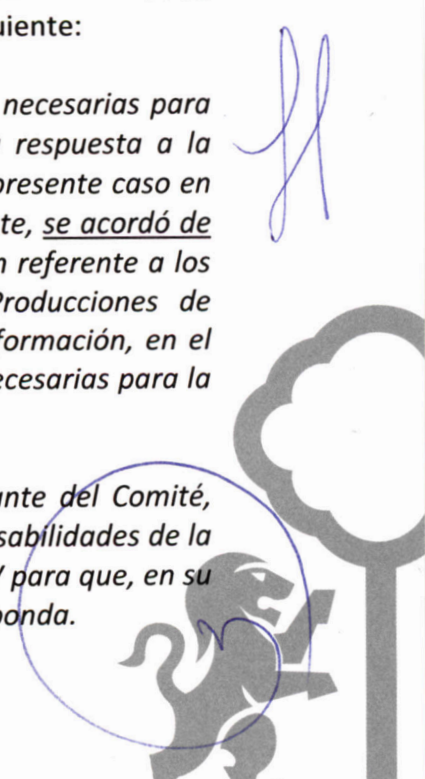 uiente:
necesarias para
respuesta a la
presente caso en
te, se acordó de
n referente a los
Producciones de
formación, en el
ecesarias para la
ante del Comité,
sabilidades de la
para que, en su
ponda.